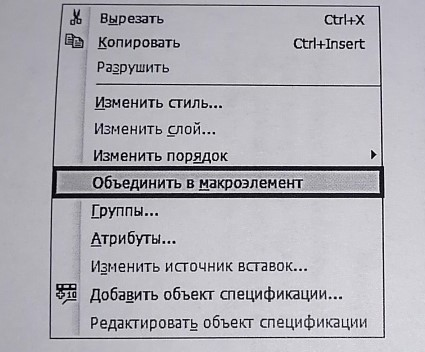 Вырезать Ctrl+X
Копировать Ctrl+Insert
Разрушить
Изменить стиль...
Изменить слой...
Изменить порядок
Объединить в макроэлемент
Группы...
Атрибуты...
Изменить источник вставок...
Добавить объект спецификации...
Редактировать объект спецификации